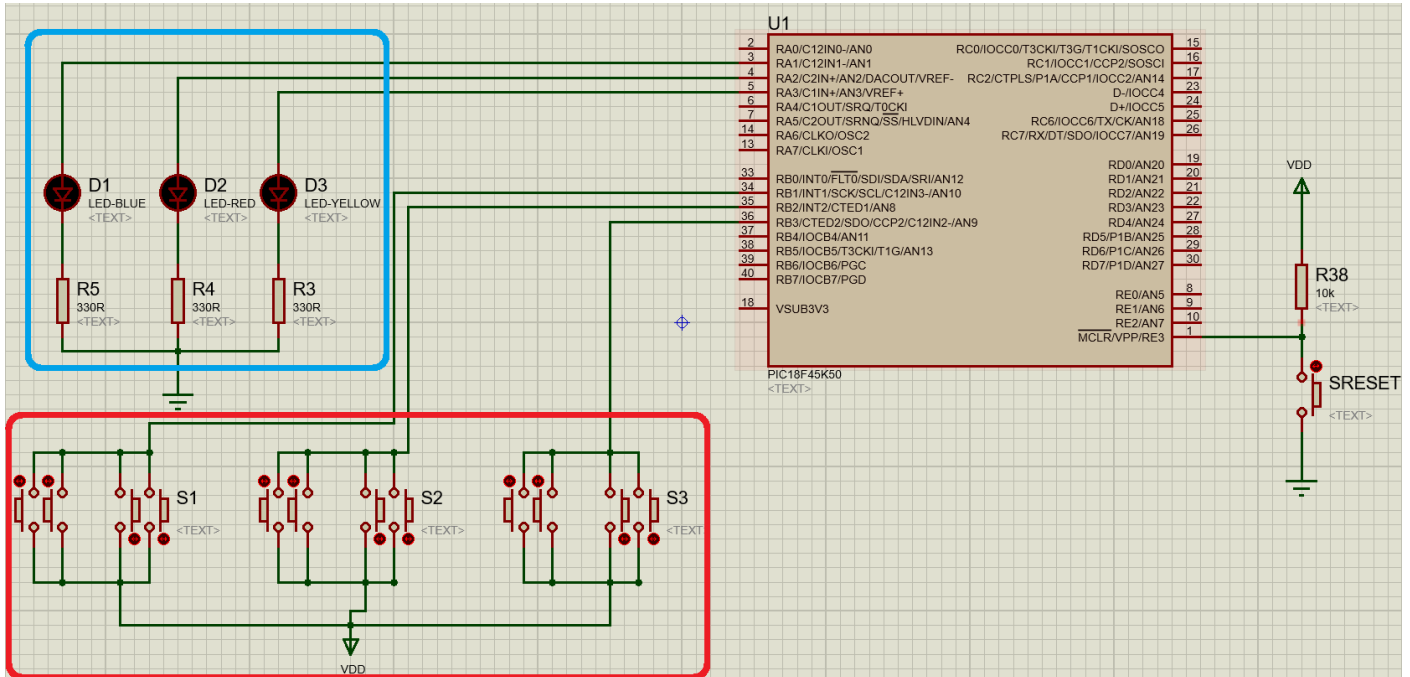 U1
2
3
4
5
6
7
14
13
33
34
35
36
37
38
39
40
18
RA0/C12IN0-/AN0
RA1/C12IN1-/AN1
RA2/C2IN+/AN2/DACOUT/VREF-
RA3/C1IN+/AN3/VREF+
RA4/C1OUT/SRQ/T0CKI
RA5/C2OUT/SRNQ/SS/HLVDIN/AN4
RA6/CLKO/OSC2
RA7/CLKI/OSC1
RB0/INT0/FLT0/SDI/SDA/SRI/AN12
RB1/INT1/SCK/SCL/C12IN3-/AN10
RB2/INT2/CTED1/AN8
RB3/CTED2/SDO/CCP2/C12IN2-/AN9
RB4/IOCB4/AN11
RB5/IOCB5/T3CKI/T1G/AN13
RB6/IOCB6/PGC
RB7/IOCB7/PGD
VSUB3V3
RC0/IOCC0/T3CKI/T3G/T1CKI/SOSCO
RC1/IOCC1/CCP2/SOSCI
RC2/CTPLS/P1A/CCP1/IOCC2/AN14
D-/IOCC4
D+/IOCC5
RC6/IOCC6/TX/CK/AN18
RC7/RX/DT/SDO/IOCC7/AN19
RD0/AN20
RD1/AN21
RD2/AN22
RD3/AN23
RD4/AN24
RD5/P1B/AN25
RD6/P1C/AN26
RD7/P1D/AN27
RE0/AN5
RE1/AN6
RE2/AN7
MCLR/VPP/RE3
15
16
17
23
24
25
26
19
20
21
22
27
28
29
30
8
9
10
1
PIC18F45K50
<TEXT>
D1
LED-BLUE
<TEXT>
D2
LED-RED
<TEXT>
D3
LED-YELLOW
<TEXT>
R5
330R
<TEXT>
R4
330R
<TEXT>
R3
330R
<TEXT>
VDD
R38
10k
<TEXT>
SRESET
<TEXT>
S1
<TEXT>
S2
<TEXT>
S3
<TEXT
VDD